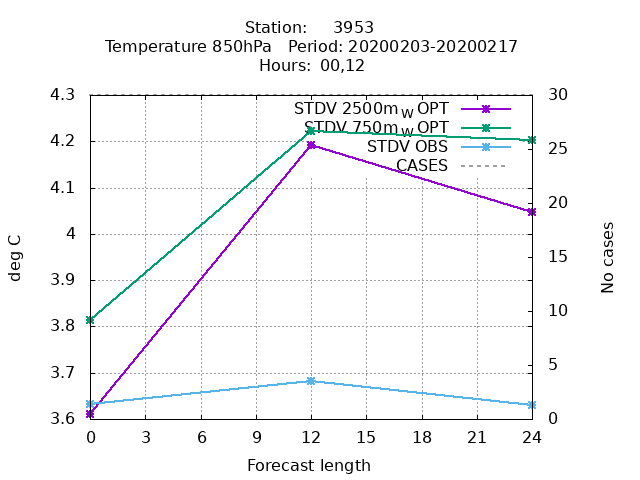 Station: 3953
Temperature 850hPa Period: 20200203-20200217
Hours: 00,12
STDV 2500m_W OPT
STDV 750m_W OPT
STDV OBS
CASES
4.3
4.2
4.1
4
3.9
3.8
3.7
3.6
30
25
20
15
10
5
0
deg C
No cases
0 3 6 9 12 15 18 21 24
Forecast length